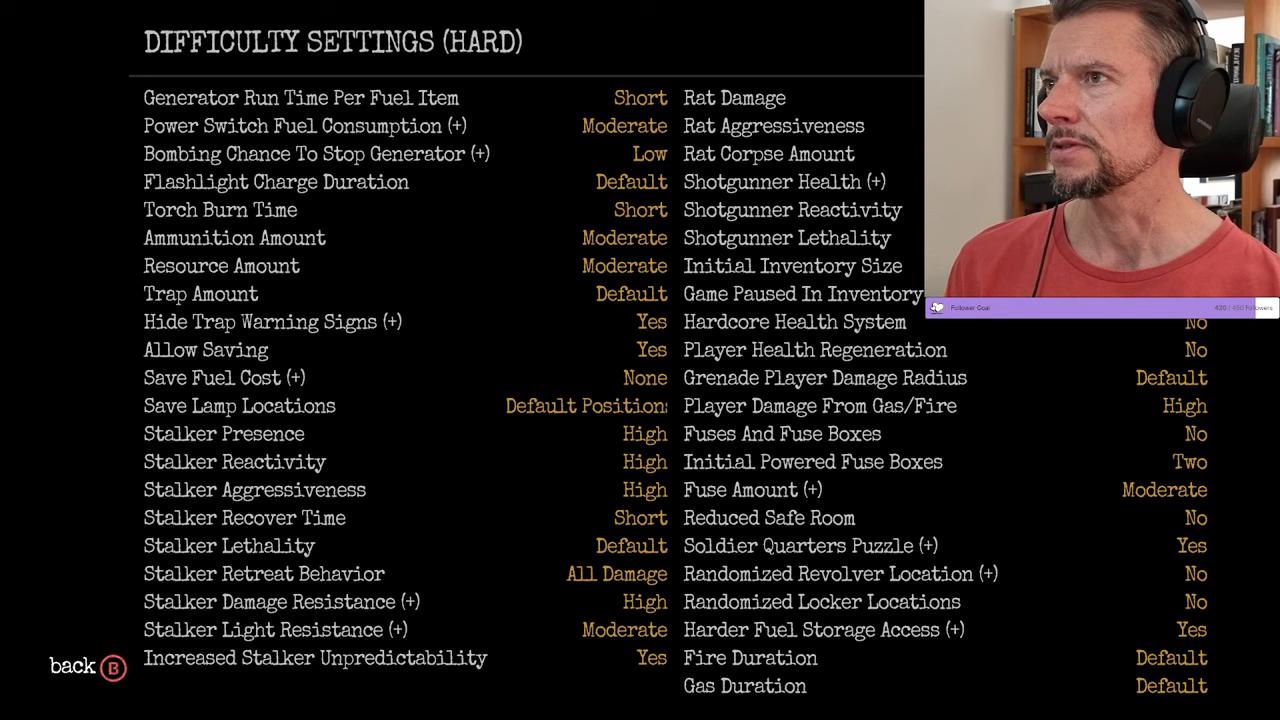 DIFFICULTY SETTINGS (HARD)
Generator Run Time Per Fuel Item Short
Power Switch Fuel Consumption (+) Moderate
Bombing Chance To Stop Generator (+) Low
Flashlight Charge Duration Default
Torch Burn Time Short
Ammunition Amount Moderate
Resource Amount Moderate
Trap Amount Default
Hide Trap Warning Signs (+) Yes
Allow Saving Yes
Save Fuel Cost (+) None
Save Lamp Locations Default Position
Stalker Presence High
Stalker Reactivity High
Stalker Aggressiveness High
Stalker Recover Time Short
Stalker Lethality Default
Stalker Retreat Behavior All Damage
Stalker Damage Resistance (+) High
Stalker Light Resistance (+) Moderate
Increased Stalker Unpredictability Yes
Rat Damage
Rat Aggressiveness
Rat Corpse Amount
Shotgunner Health (+)
Shotgunner Reactivity
Shotgunner Lethality
Initial Inventory Size
Game Paused In Inventory
Hardcore Health System No
Player Health Regeneration No
Grenade Player Damage Radius Default
Player Damage From Gas/Fire High
Fuses And Fuse Boxes No
Initial Powered Fuse Boxes Two
Fuse Amount (+) Moderate
Reduced Safe Room No
Soldier Quarters Puzzle (+) Yes
Randomized Revolver Location (+) No
Randomized Locker Locations No
Harder Fuel Storage Access (+) Yes
Fire Duration Default
Gas Duration Default
back B
Follower Goal 430 / 450 Followers